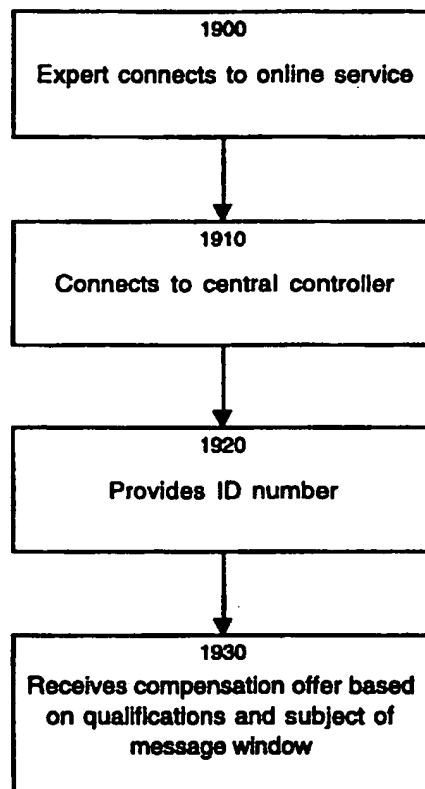 1900
Expert connects to online service
1910
Connects to central controller
1920
Provides ID number
1930
Receives compensation offer based
on qualifications and subject of
message window